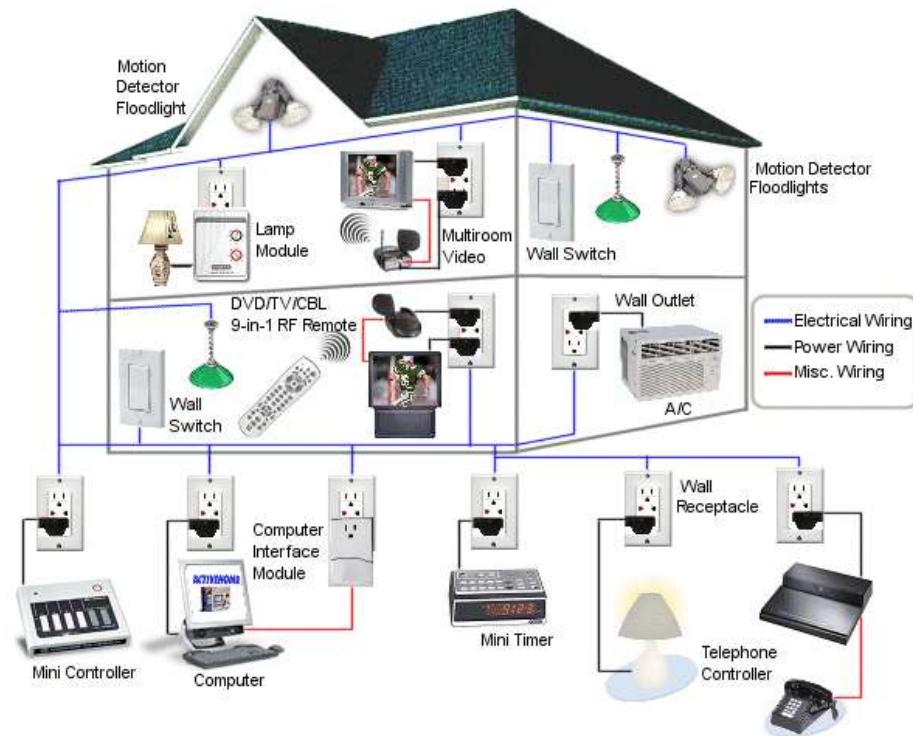 Motion
Detector
Floodlight
Motion Detector
Floodlights
Lamp
Module
Multiroom
Video
Wall Switch
DVD/TV/CBL
9-in-1 RF Remote
Wall Outlet
Electrical Wiring
Power Wiring
Misc. Wiring
Wall
Switch
A/C
Computer
Interface
Module
Wall
Receptacle
ACTIVEHOME
Mini Controller
Computer
Mini Timer
Telephone
Controller